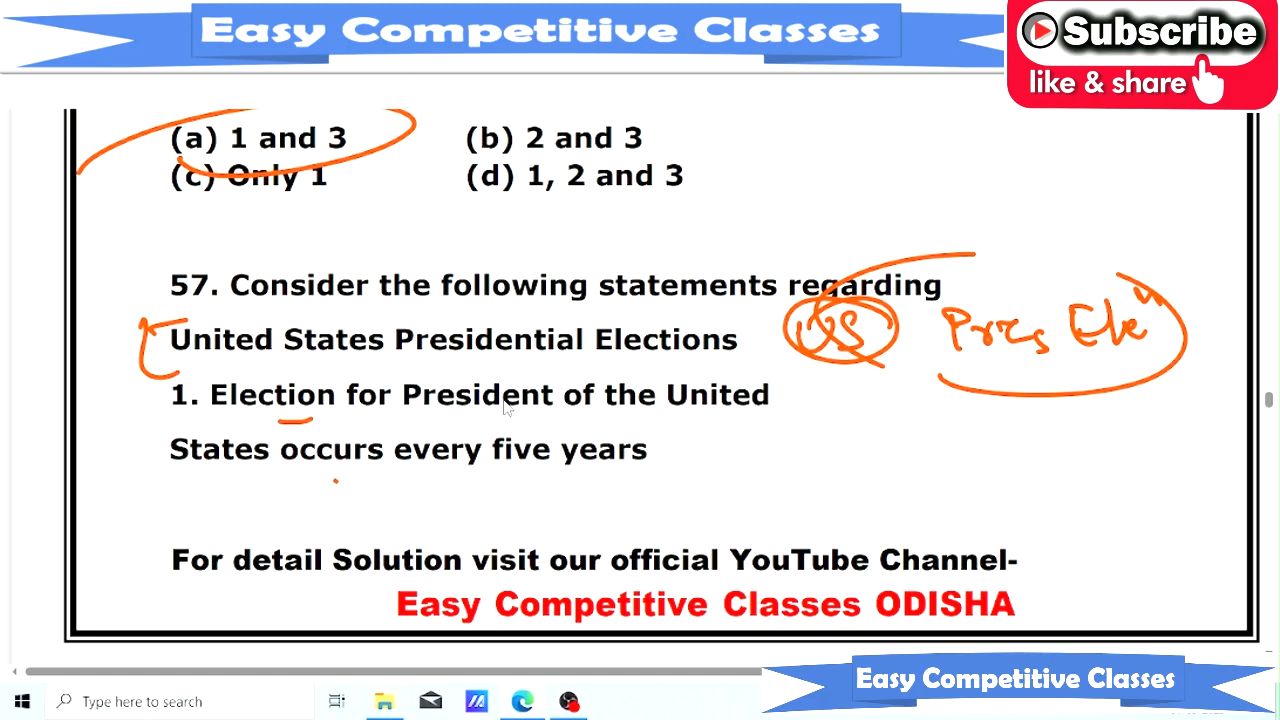 Easy Competitive Classes
Subscribe
like & share
(a) 1 and 3 (b) 2 and 3
(c) Only 1 (d) 1, 2 and 3
57. Consider the following statements regarding
United States Presidential Elections
US Pres Eleⁿ
1. Election for President of the United
States occurs every five years
For detail Solution visit our official YouTube Channel-
Easy Competitive Classes ODISHA
Easy Competitive Classes
Type here to search